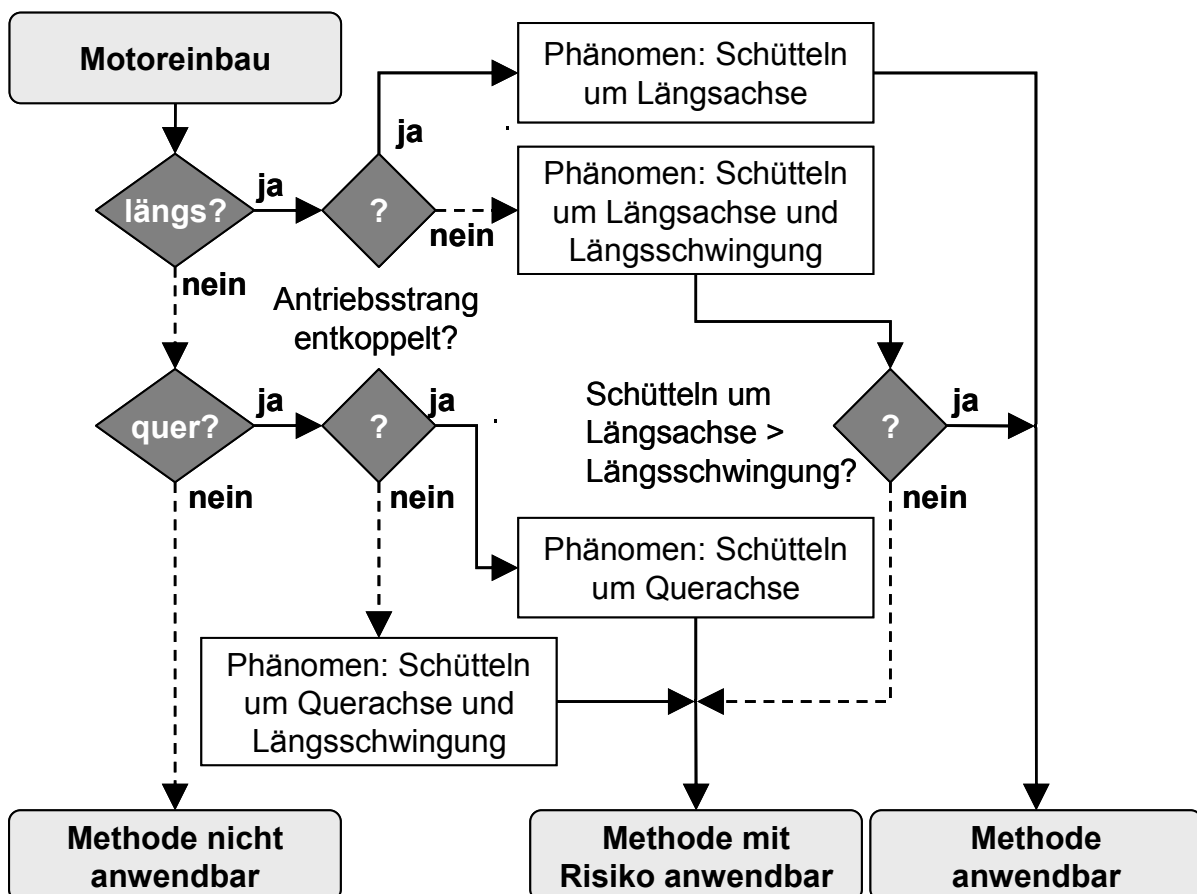 Motoreinbau
Phänomen: Schütteln
um Längsachse
ja
längs?
ja
?
nein
Phänomen: Schütteln
um Längsachse und
Längsschwingung
nein
Antriebsstrang
entkoppelt?
quer?
ja
?
ja
Schütteln um
Längsachse >
Längsschwingung?
?
ja
nein
nein
nein
Phänomen: Schütteln
um Querachse
Phänomen: Schütteln
um Querachse und
Längsschwingung
Methode nicht
anwendbar
Methode mit
Risiko anwendbar
Methode
anwendbar